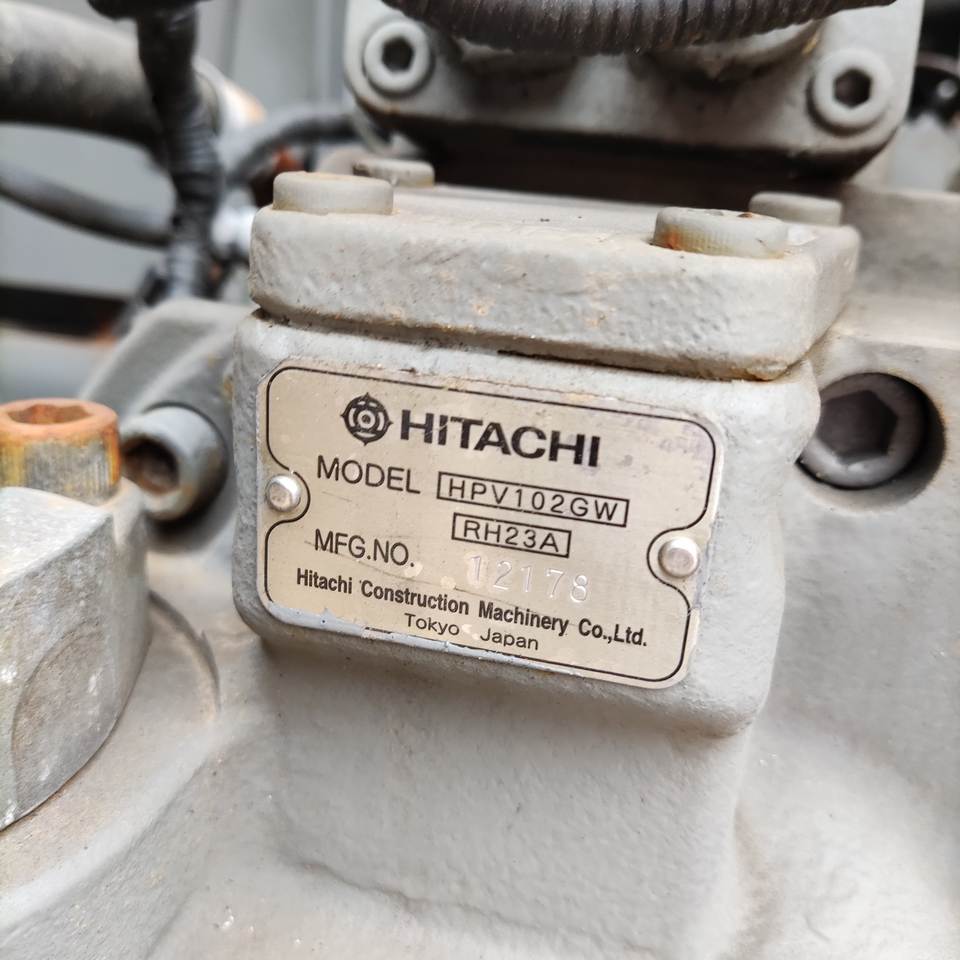 HITACHI
MODEL HPV102GW
RH23A
MFG.NO. 12178
Hitachi Construction Machinery Co.,Ltd.
Tokyo Japan